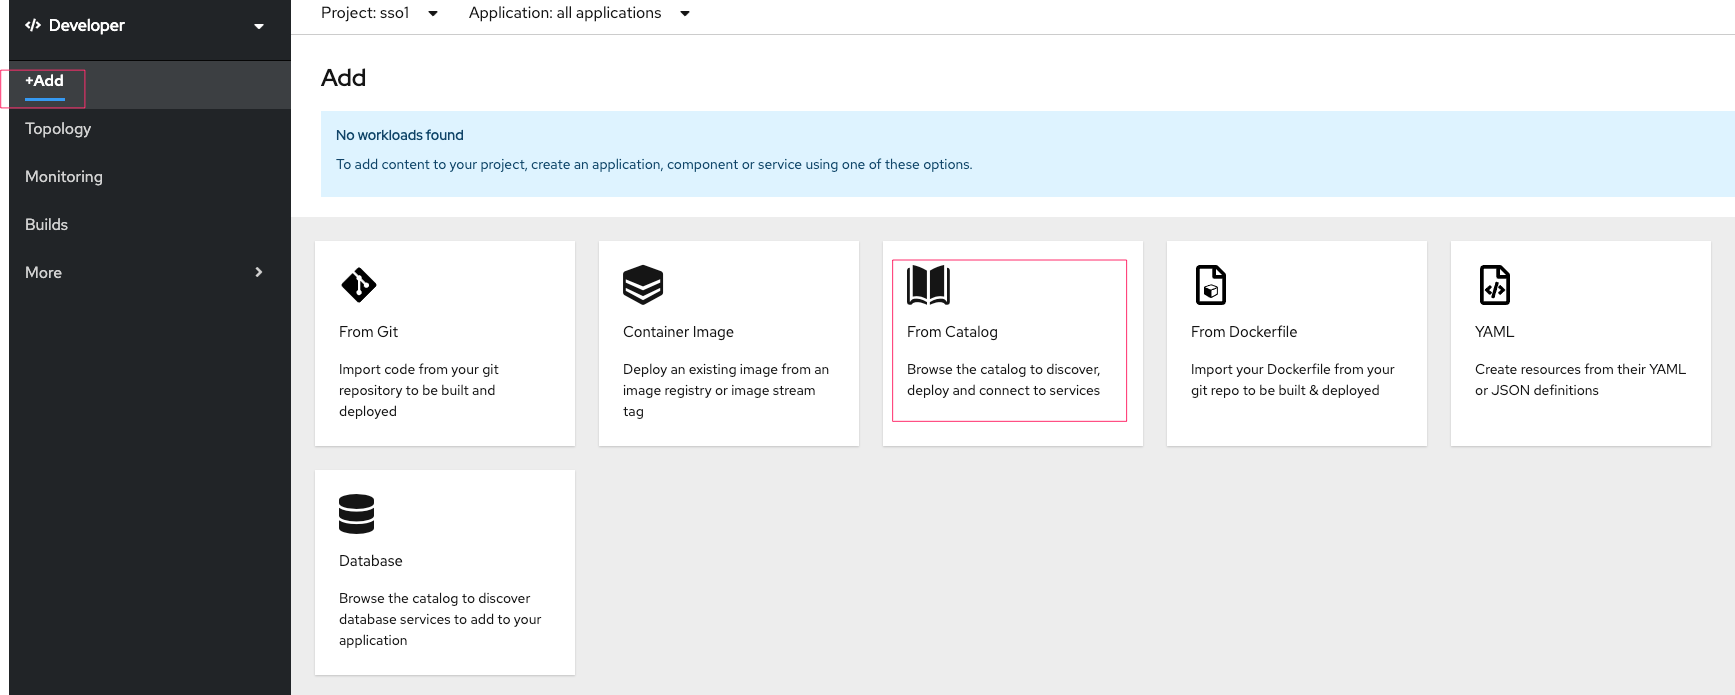 Developer
+Add
Topology
Monitoring
Builds
More
Project: sso1
Application: all applications
Add
No workloads found
To add content to your project, create an application, component or service using one of these options.
From Git
Import code from your git
repository to be built and
deployed
Container Image
Deploy an existing image from an
image registry or image stream
tag
From Catalog
Browse the catalog to discover,
deploy and connect to services
From Dockerfile
Import your Dockerfile from your
git repo to be built & deployed
YAML
Create resources from their YAML
or JSON definitions
Database
Browse the catalog to discover
database services to add to your
application